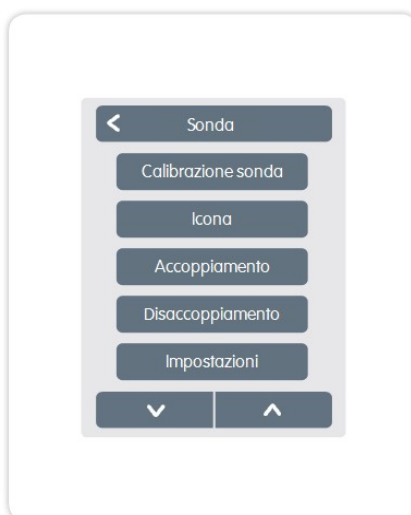 Sonda
Calibrazione sonda
Icona
Accoppiamento
Disaccoppiamento
Impostazioni